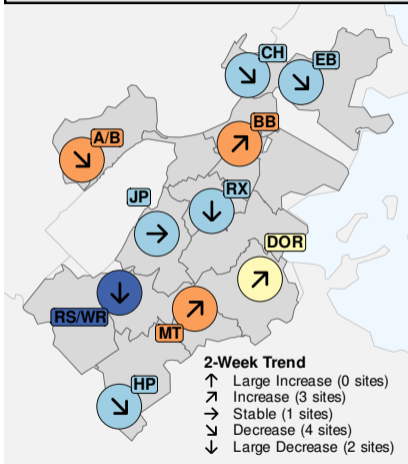 CH
EB
BB
A/B
JP
RX
DOR
RS/WR
MT
HP
2-Week Trend
↑ Large Increase (0 sites)
↗ Increase (3 sites)
→ Stable (1 sites)
↘ Decrease (4 sites)
↓ Large Decrease (2 sites)